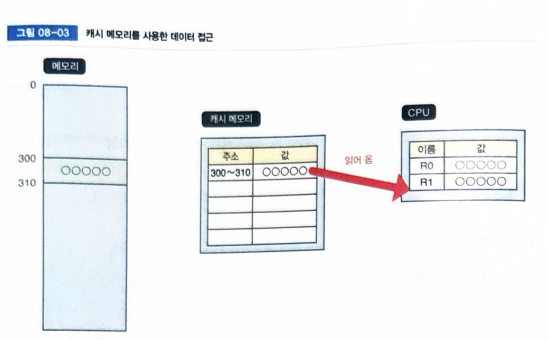 그림 08-03 캐시 메모리를 사용한 데이터 접근
메모리
0
300
○○○○○
310
캐시 메모리
주소 값
300~310 ○○○○○
읽어 옴
CPU
이름 값
R0 ○○○○○
R1 ○○○○○